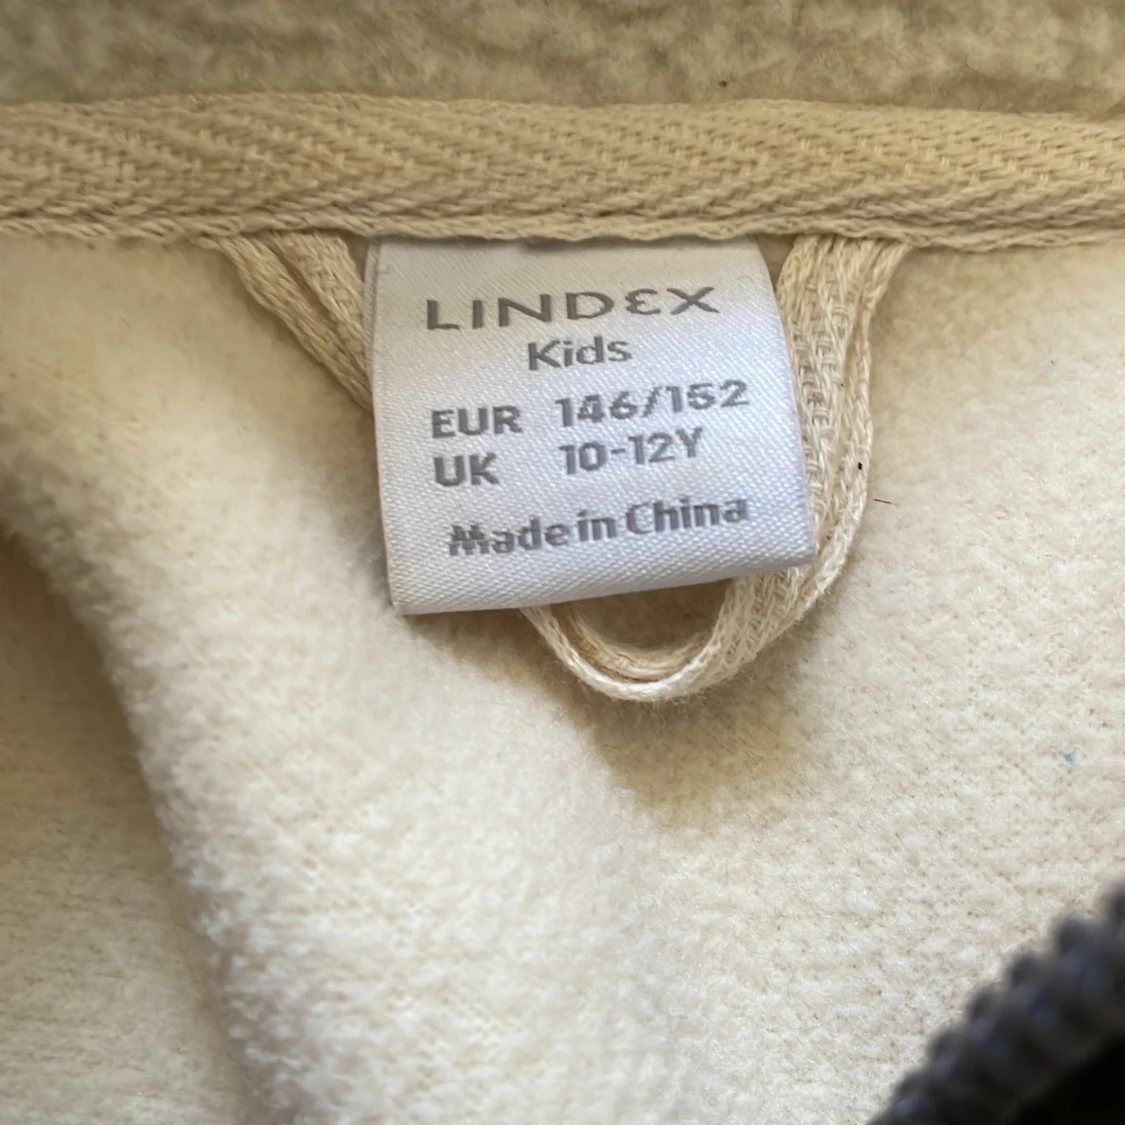 LINDEX
Kids
EUR 146/152
UK 10-12Y
Made in China